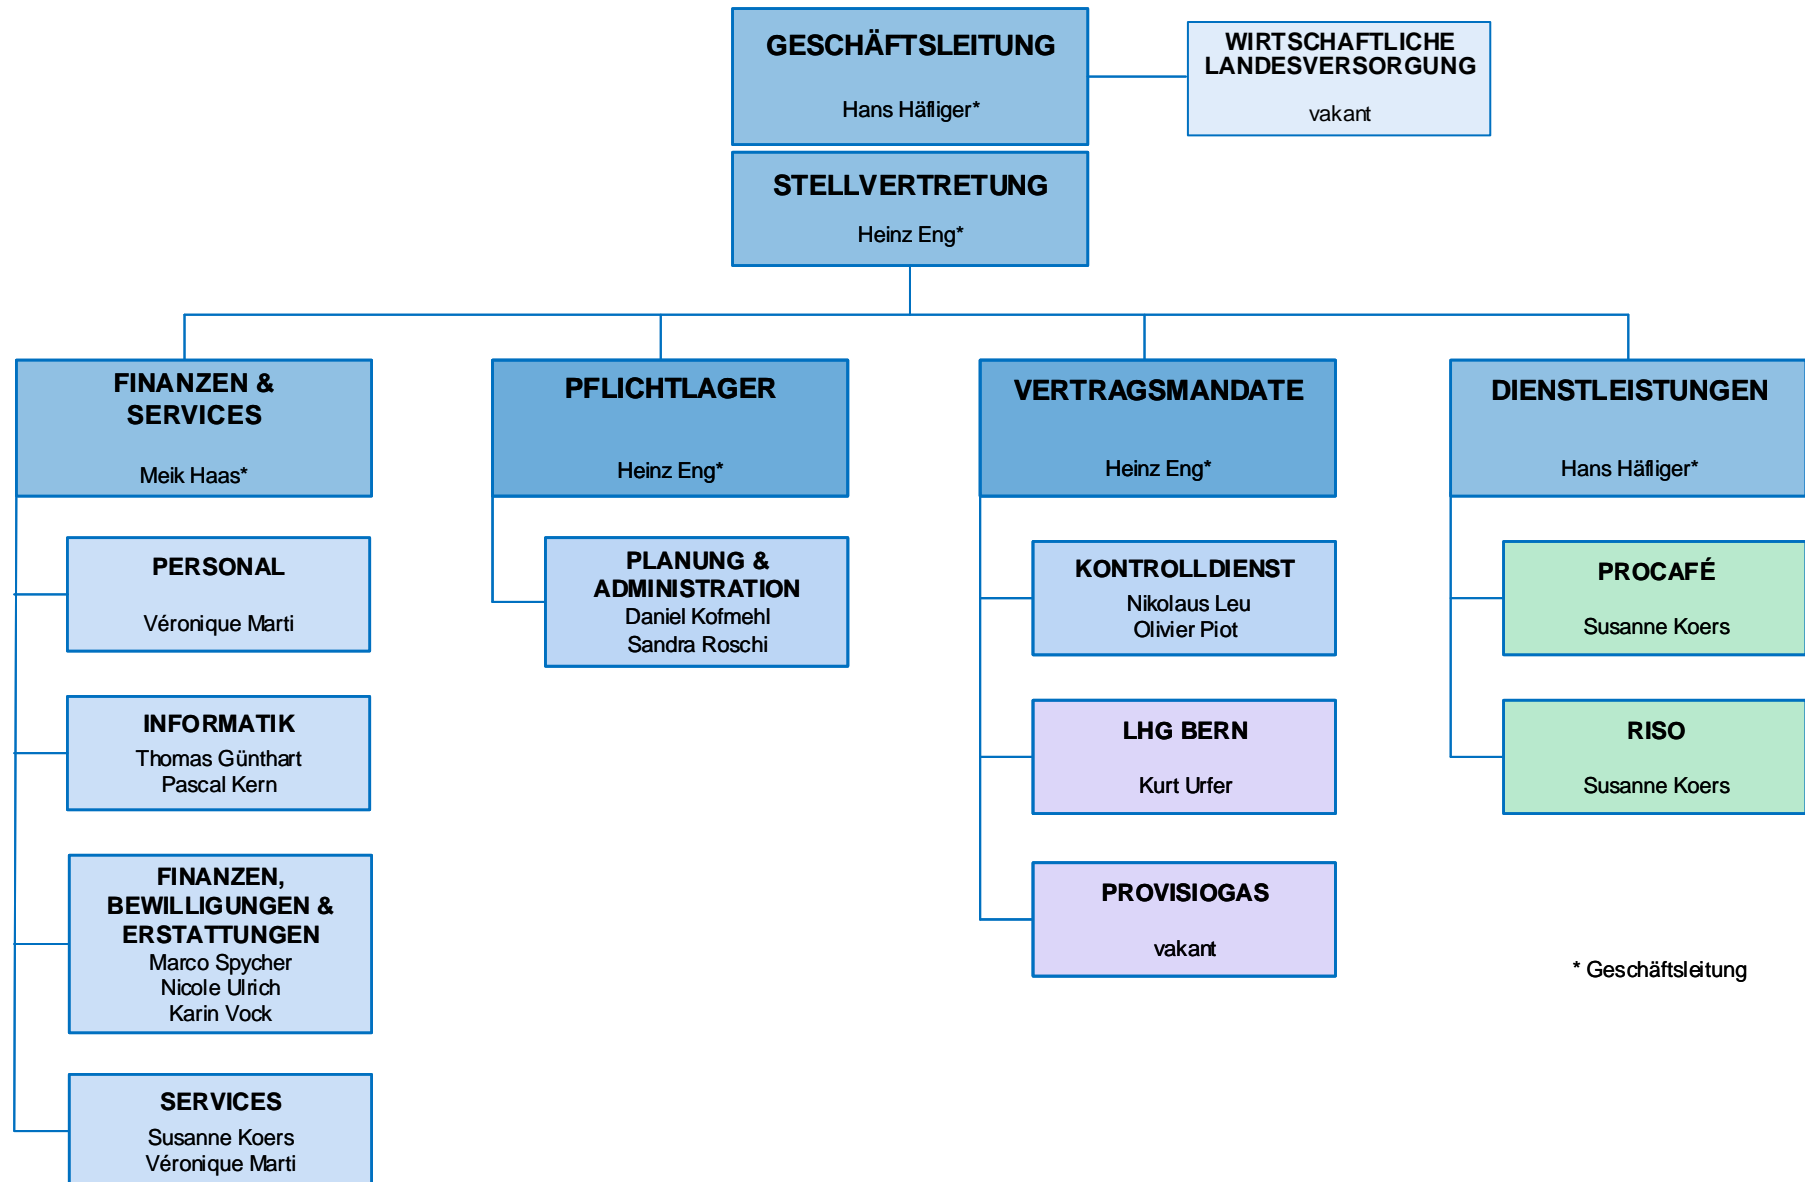 GESCHÄFTSLEITUNG
Hans Häfliger*
WIRTSCHAFTLICHE
LANDESVERSORGUNG
vakant
STELLVERTRETUNG
Heinz Eng*
FINANZEN &
SERVICES
Meik Haas*
PERSONAL
Véronique Marti
INFORMATIK
Thomas Günthart
Pascal Kern
FINANZEN,
BEWILLIGUNGEN &
ERSTATTUNGEN
Marco Spycher
Nicole Ulrich
Karin Vock
SERVICES
Susanne Koers
Véronique Marti
PFLICHTLAGER
Heinz Eng*
PLANUNG &
ADMINISTRATION
Daniel Kofmehl
Sandra Roschi
VERTRAGSMANDATE
Heinz Eng*
KONTROLLDIENST
Nikolaus Leu
Olivier Piot
LHG BERN
Kurt Urfer
PROVISIOGAS
vakant
DIENSTLEISTUNGEN
Hans Häfliger*
PROCAFÉ
Susanne Koers
RISO
Susanne Koers
* Geschäftsleitung